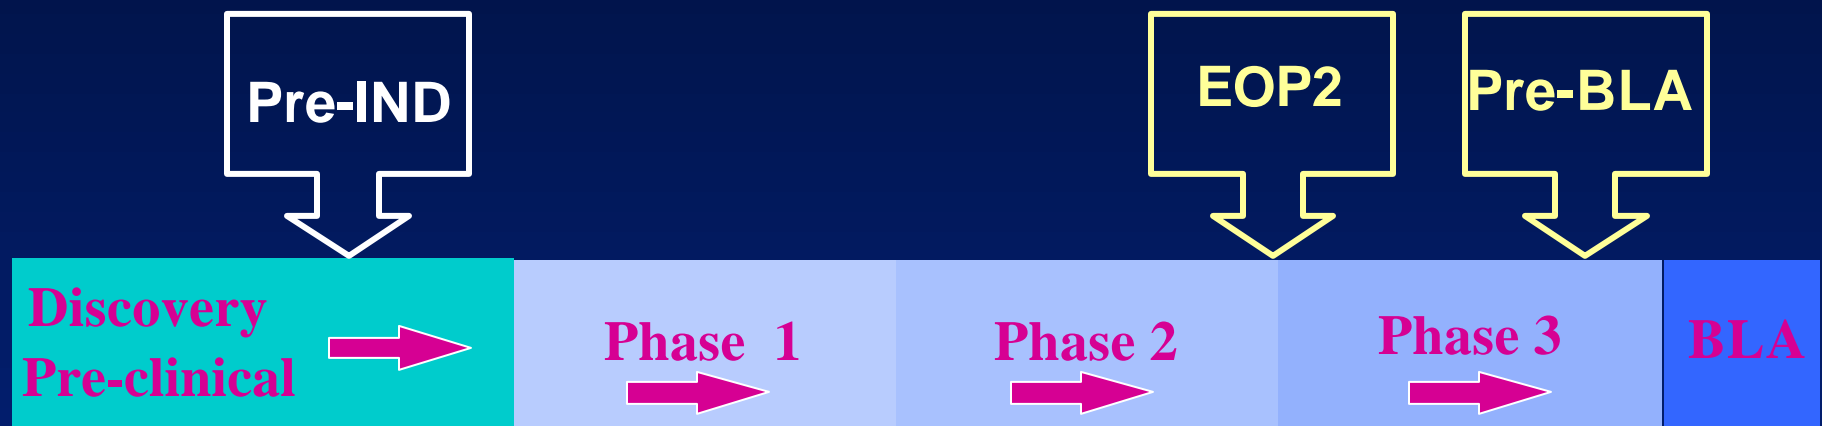 Pre-IND
EOP2
Pre-BLA
Discovery
Pre-clinical
Phase 1
Phase 2
Phase 3
BLA